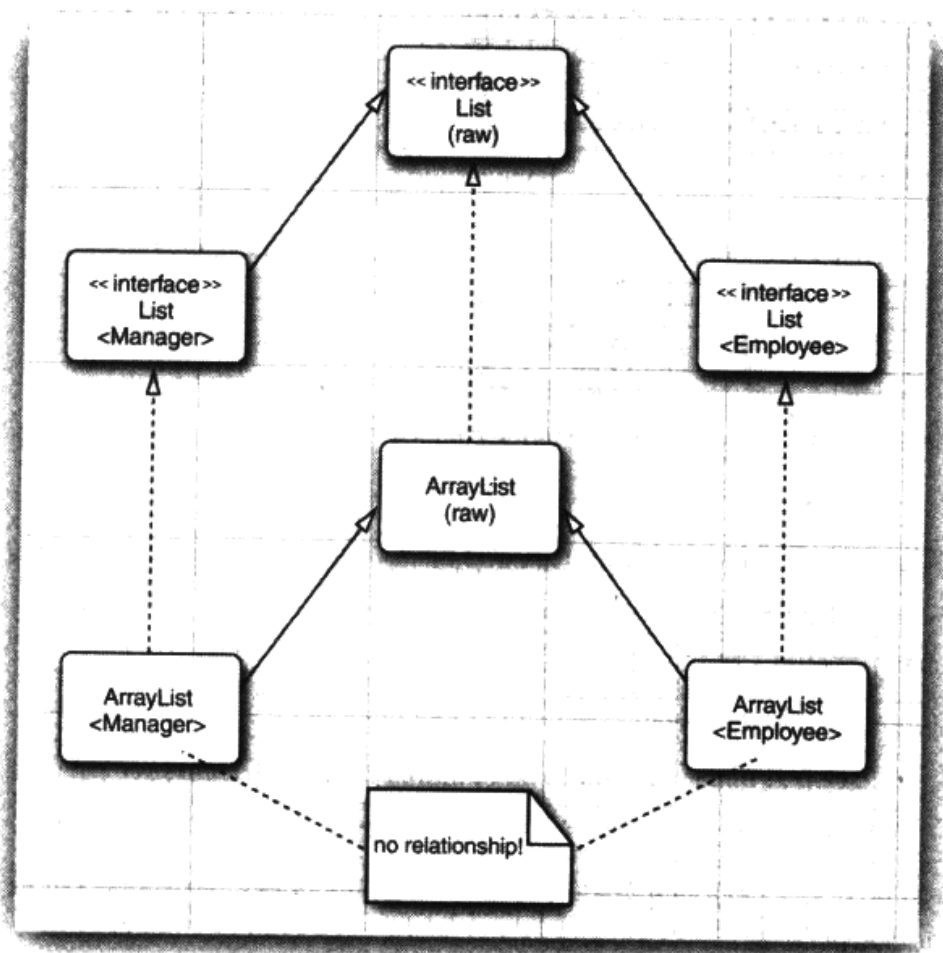 <<interface>>
List
(raw)
<<interface>>
List
<Manager>
<<interface>>
List
<Employee>
ArrayList
(raw)
ArrayList
<Manager>
ArrayList
<Employee>
no relationship!